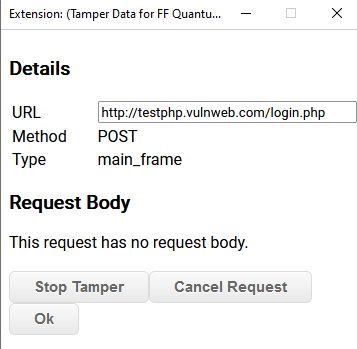 Extension: (Tamper Data for FF Quantu...
Details
URL http://testphp.vulnweb.com/login.php
Method POST
Type main_frame
Request Body
This request has no request body.
Stop Tamper Cancel Request
Ok